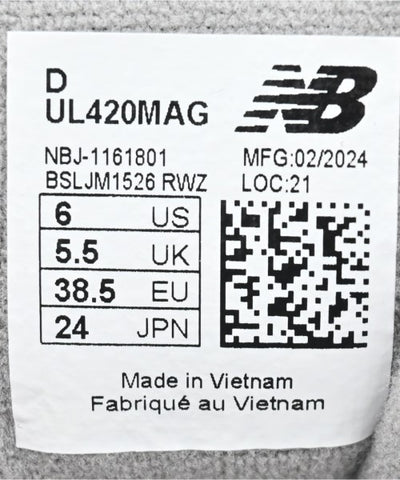 D
UL420MAG
NB
NBJ-1161801
MFG:02/2024
BSLJM1526 RWZ
LOC:21
6 US
5.5 UK
38.5 EU
24 JPN
Made in Vietnam
Fabriqué au Vietnam